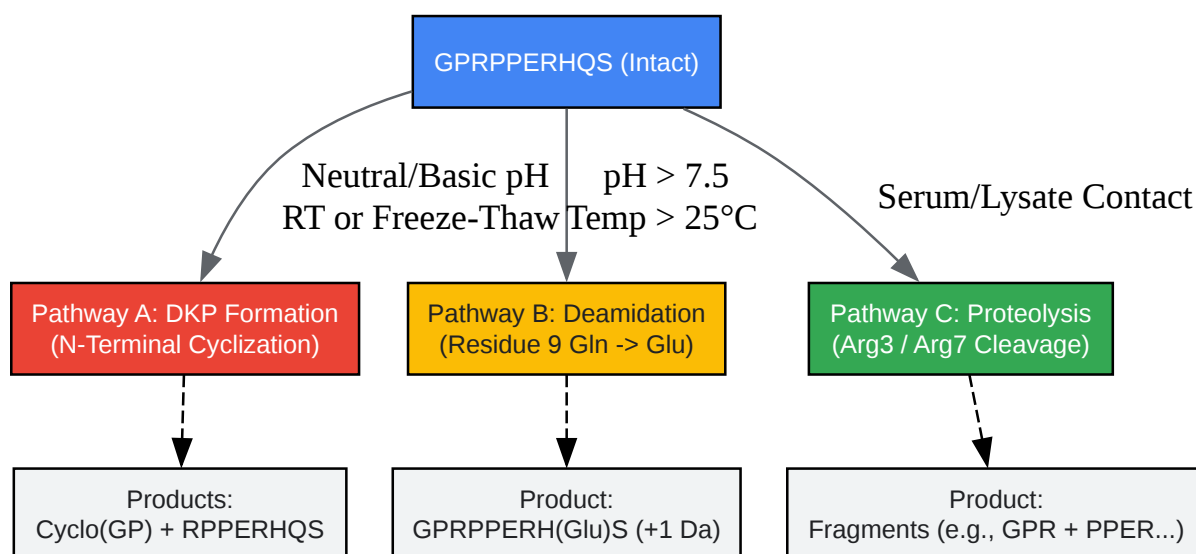 GPRPPERHQS (Intact)
Neutral/Basic pH
RT or Freeze-Thaw
pH > 7.5
Temp > 25°C
Serum/Lysate Contact
Pathway A: DKP Formation
(N-Terminal Cyclization)
Pathway B: Deamidation
(Residue 9 Gln -> Glu)
Pathway C: Proteolysis
(Arg3 / Arg7 Cleavage)
Products:
Cyclo(GP) + RPPERHQS
Product:
GPRPPERH(Glu)S (+1 Da)
Product:
Fragments (e.g., GPR + PPER...)